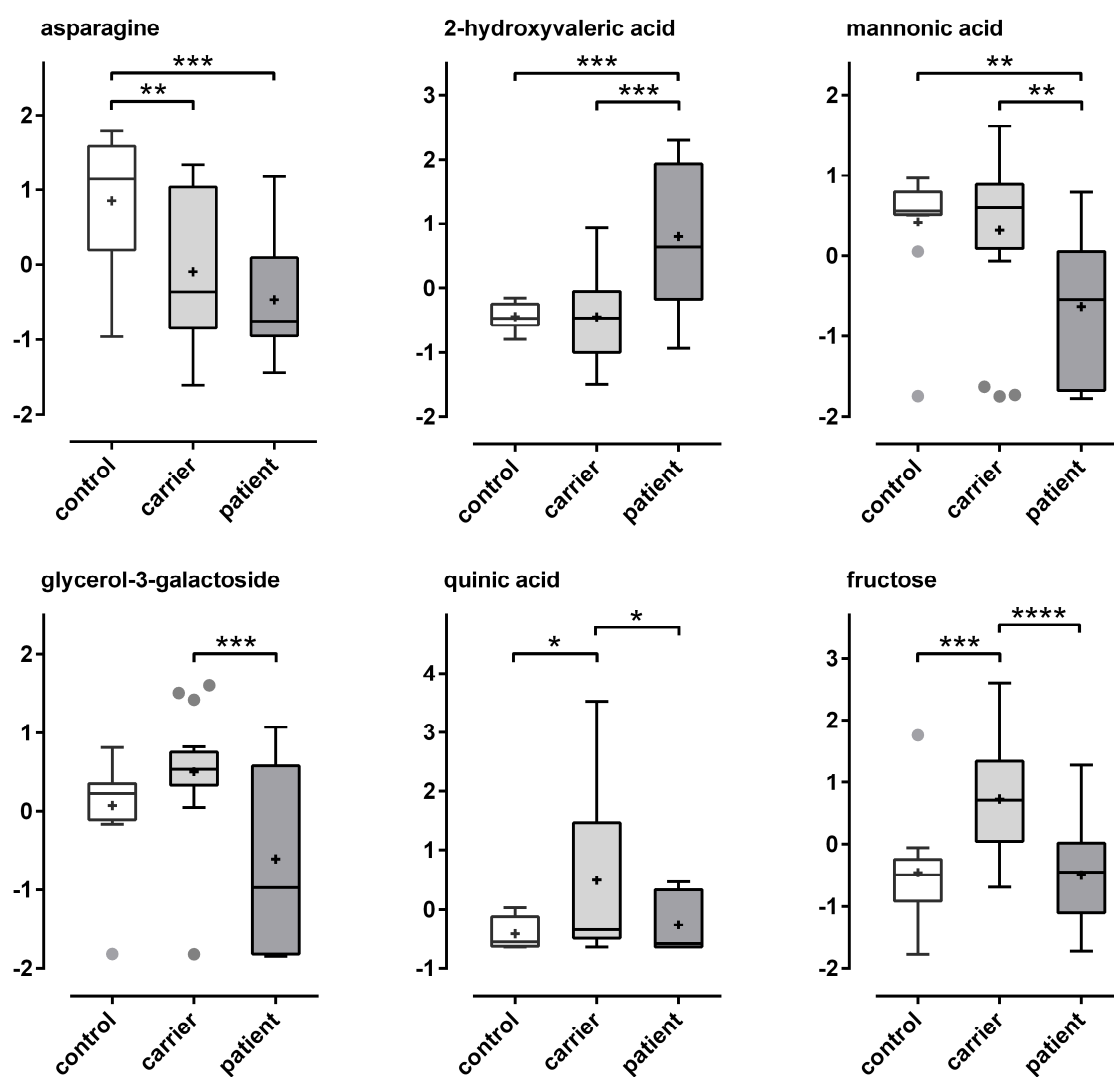 asparagine
***
**
2
1
0
-1
-2
control
carrier
patient
2-hydroxyvaleric acid
***
***
3
2
1
0
-1
-2
control
carrier
patient
mannonic acid
**
**
2
1
0
-1
-2
control
carrier
patient
glycerol-3-galactoside
***
2
1
0
-1
-2
control
carrier
patient
quinic acid
*
*
4
3
2
1
0
-1
control
carrier
patient
fructose
****
***
3
2
1
0
-1
-2
control
carrier
patient